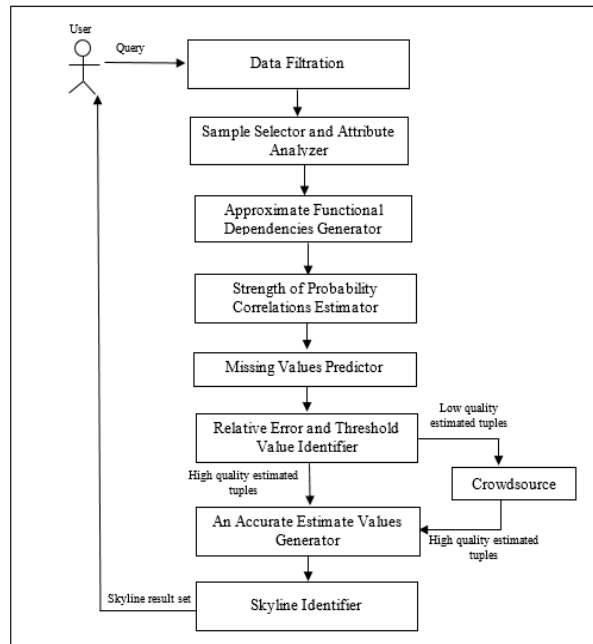 User
Query
Data Filtration
Sample Selector and Attribute
Analyzer
Approximate Functional
Dependencies Generator
Strength of Probability
Correlations Estimator
Missing Values Predictor
Low quality
estimated tuples
Relative Error and Threshold
Value Identifier
High quality estimated
tuples
Crowdsource
An Accurate Estimate Values
Generator
High quality estimated
tuples
Skyline result set
Skyline Identifier